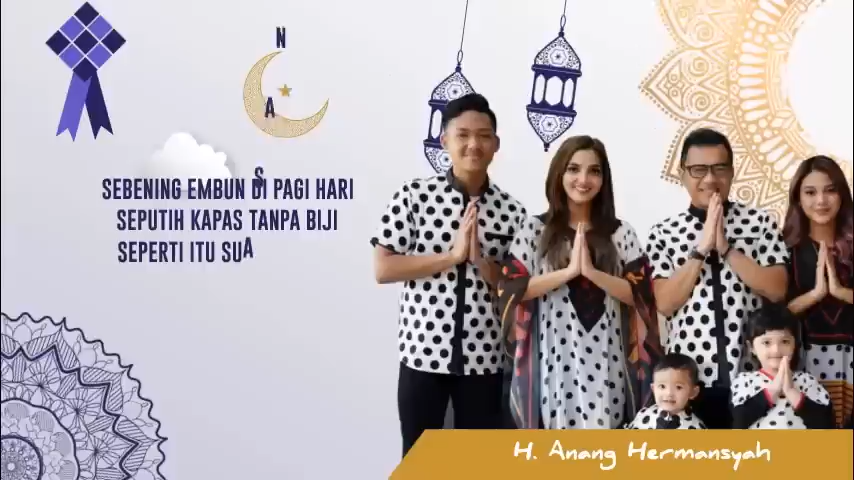 N
A
S
SEBENING EMBUN DI PAGI HARI
SEPUTIH KAPAS TANPA BIJI
SEPERTI ITU SUA
H. Anang Hermansyah